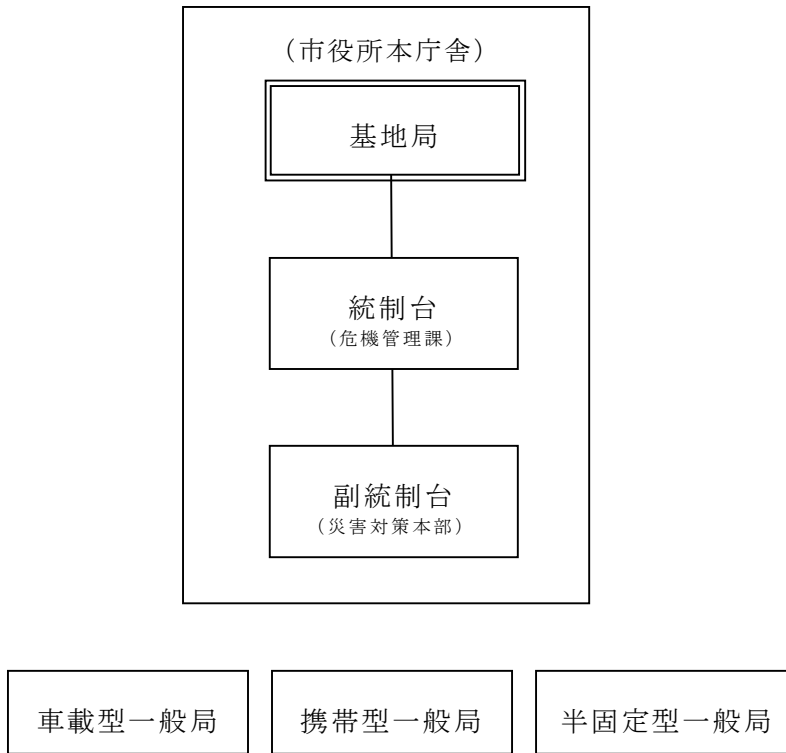 (市役所本庁舎)
基地局
統制台
(危機管理課)
副統制台
(災害対策本部)
車載型一般局
携帯型一般局
半固定型一般局